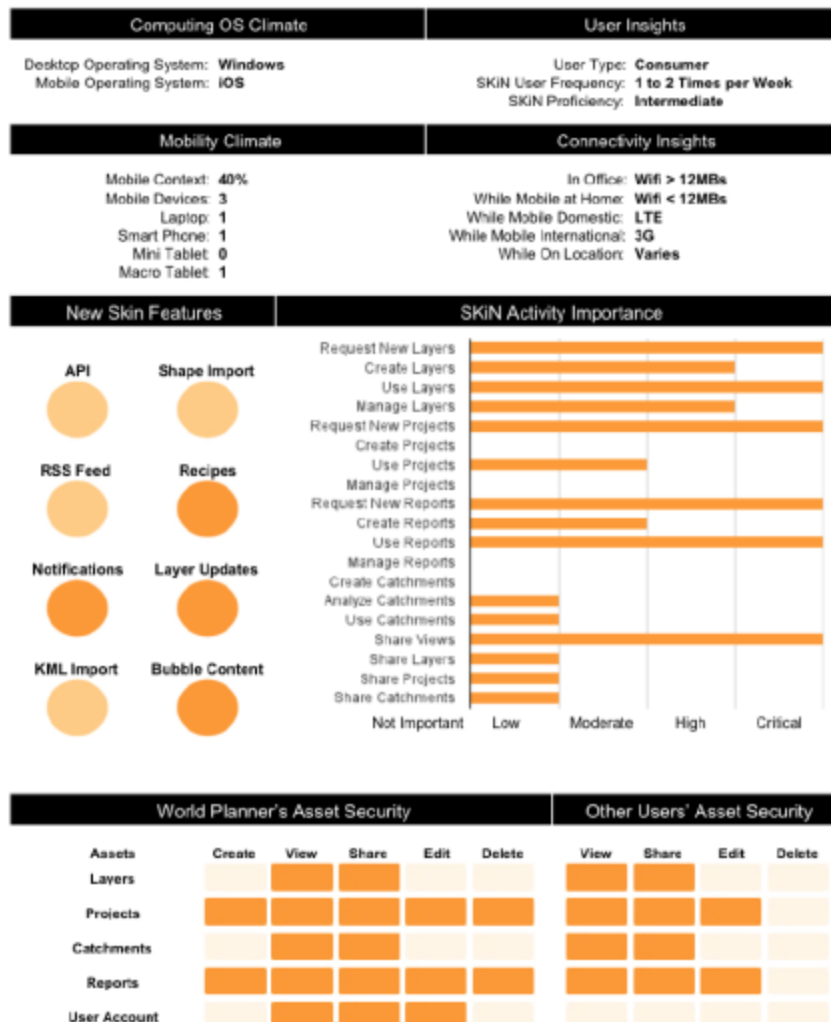 Computing OS Climate
User Insights
Desktop Operating System: Windows
Mobile Operating System: iOS
User Type: Consumer
SKiN User Frequency: 1 to 2 Times per Week
SKiN Proficiency: Intermediate
Mobility Climate
Connectivity Insights
Mobile Context: 40%
Mobile Devices: 3
Laptop: 1
Smart Phone: 1
Mini Tablet: 0
Macro Tablet: 1
In Office: Wifi > 12MBs
While Mobile at Home: Wifi < 12MBs
While Mobile Domestic: LTE
While Mobile International: 3G
While On Location: Varies
New Skin Features
SKiN Activity Importance
API
Shape Import
RSS Feed
Recipes
Notifications
Layer Updates
KML Import
Bubble Content
Request New Layers
Create Layers
Use Layers
Manage Layers
Request New Projects
Create Projects
Use Projects
Manage Projects
Request New Reports
Create Reports
Use Reports
Manage Reports
Create Catchments
Analyze Catchments
Use Catchments
Share Views
Share Layers
Share Projects
Share Catchments
Not Important Low Moderate High Critical
World Planner's Asset Security
Other Users' Asset Security
Assets Create View Share Edit Delete View Share Edit Delete
Layers
Projects
Catchments
Reports
User Account